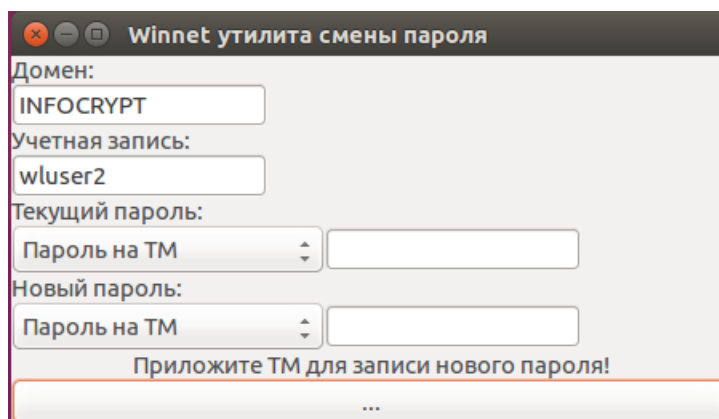 Winnet утилита смены пароля
Домен:
INFOCRYPT
Учетная запись:
wluser2
Текущий пароль:
Пароль на ТМ
Новый пароль:
Пароль на ТМ
Приложите ТМ для записи нового пароля!
...